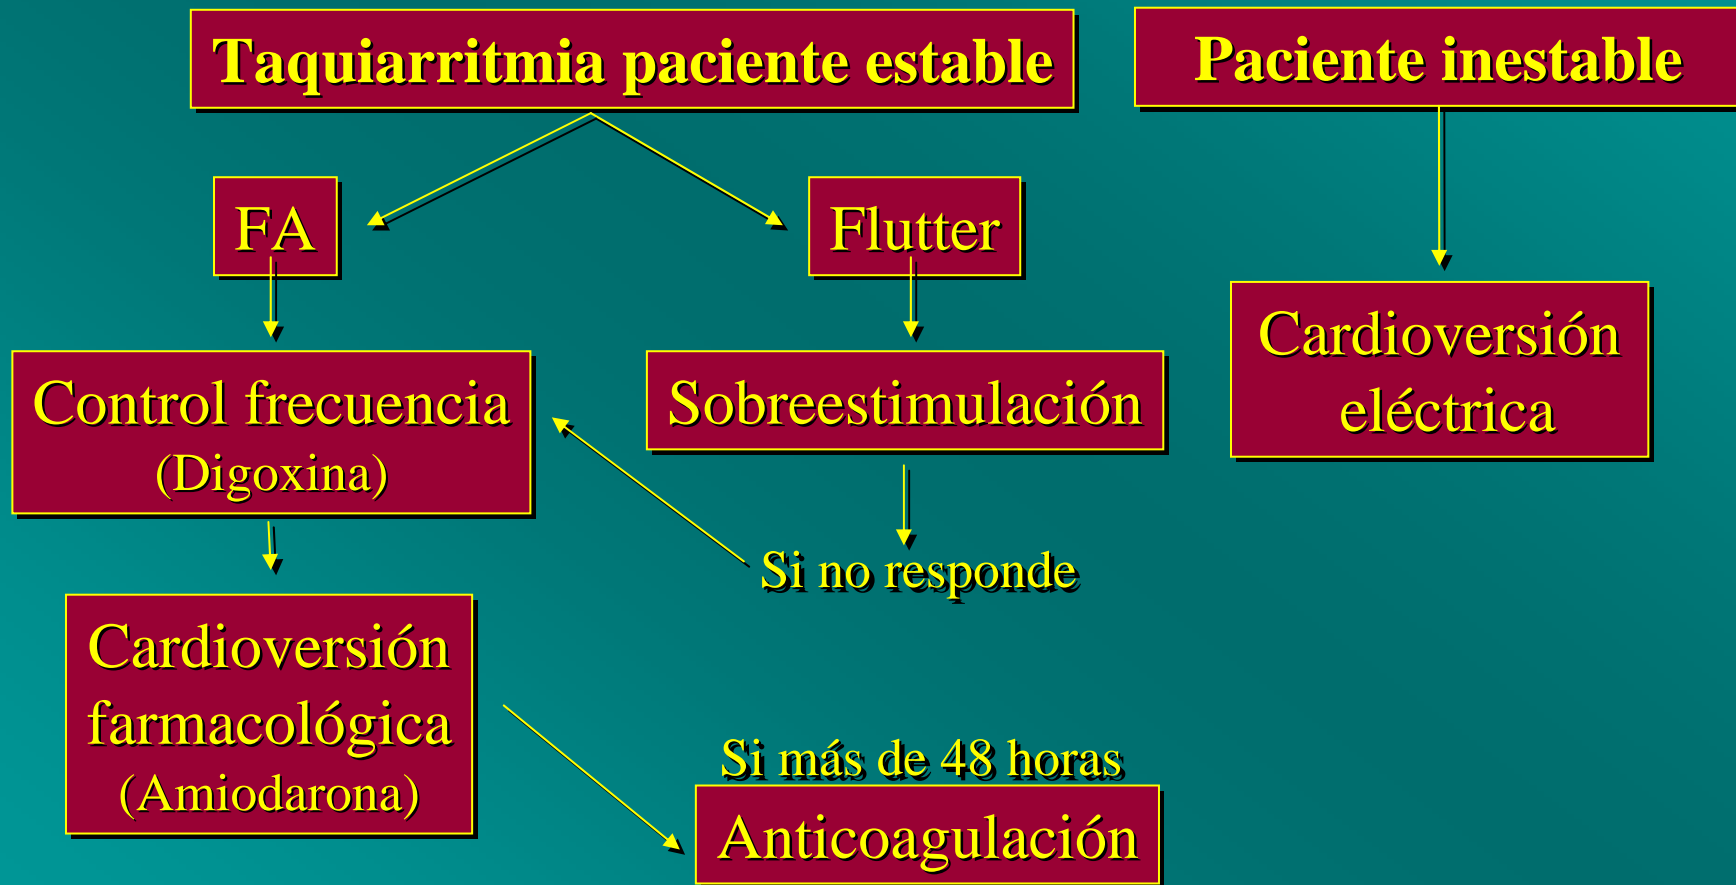 Taquiarritmia paciente estable
Paciente inestable
FA
Flutter
Control frecuencia
(Digoxina)
Sobreestimulación
Cardioversión
eléctrica
Si no responde
Cardioversión
farmacológica
(Amiodarona)
Si más de 48 horas
Anticoagulación